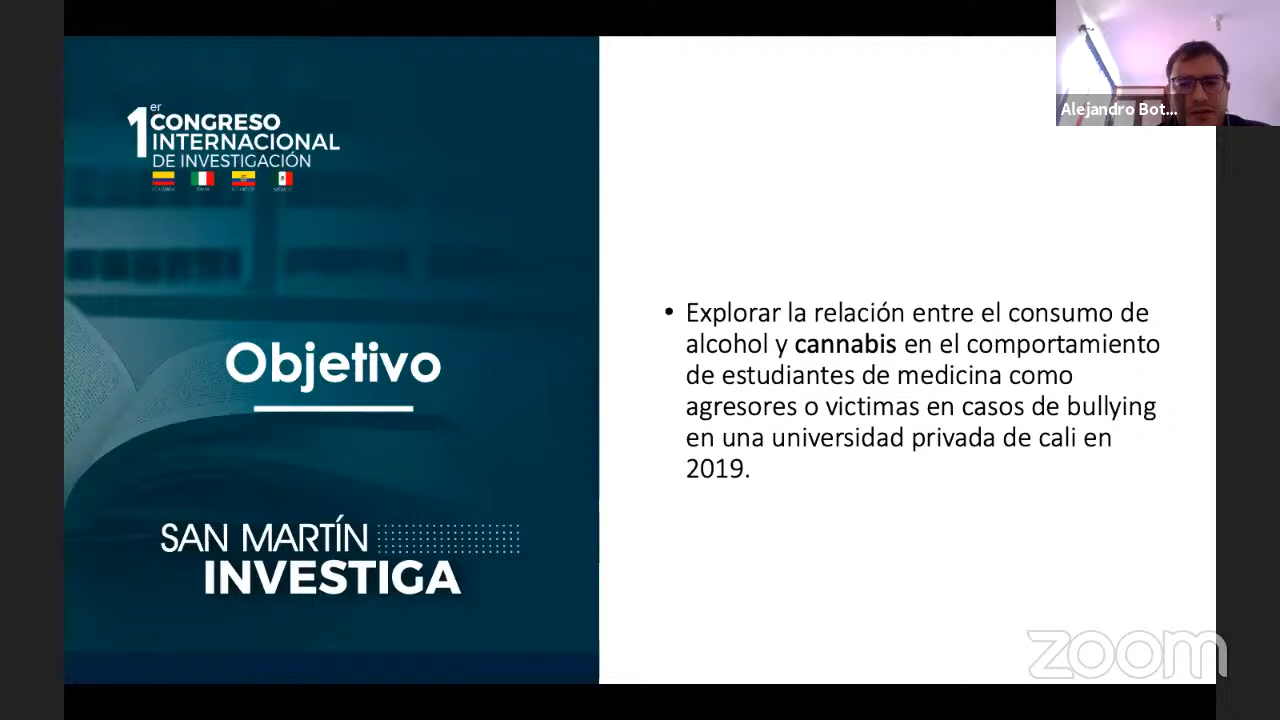 1er CONGRESO
INTERNACIONAL
DE INVESTIGACIÓN
Objetivo
SAN MARTÍN
INVESTIGA
• Explorar la relación entre el consumo de
alcohol y cannabis en el comportamiento
de estudiantes de medicina como
agresores o victimas en casos de bullying
en una universidad privada de cali en
2019.
Alejandro Bot...
zoom